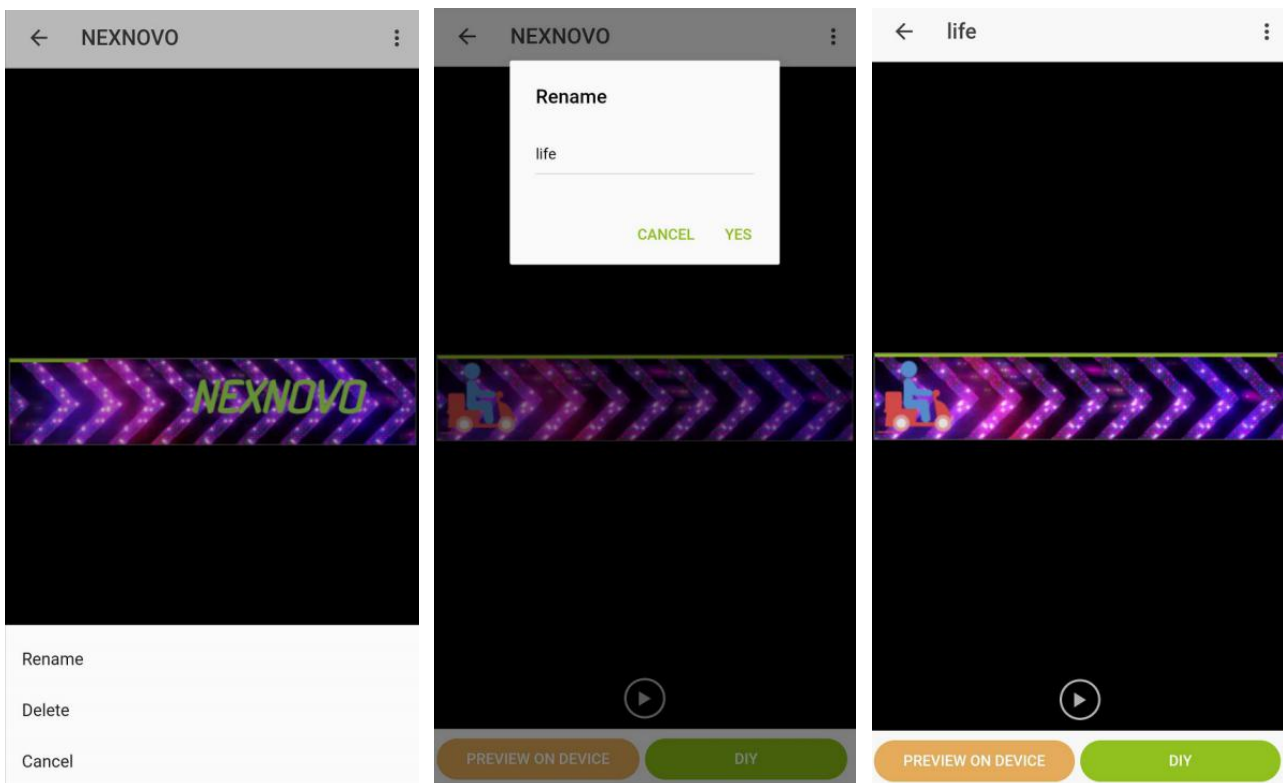 NEXNOVO
NEXNOVO
Rename
Delete
Cancel
NEXNOVO
Rename
life
CANCEL YES
PREVIEW ON DEVICE DIY
life
PREVIEW ON DEVICE DIY